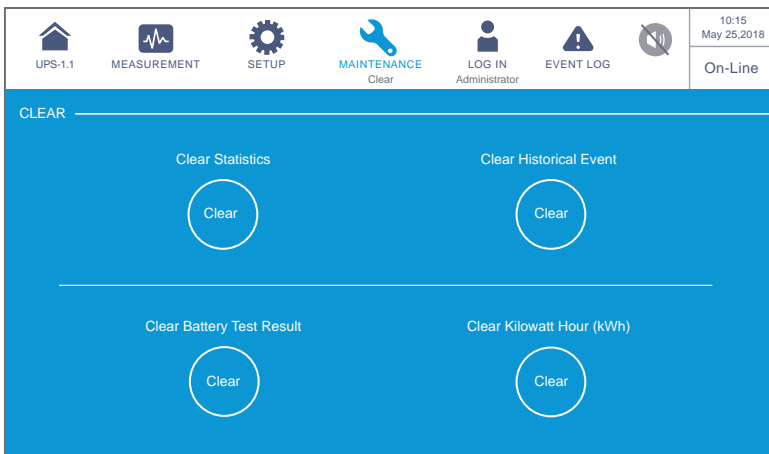 10:15
May 25,2018
UPS-1.1
MEASUREMENT
SETUP
MAINTENANCE
Clear
LOG IN
Administrator
EVENT LOG
On-Line
CLEAR
Clear Statistics
Clear Historical Event
Clear
Clear
Clear Battery Test Result
Clear Kilowatt Hour (kWh)
Clear
Clear